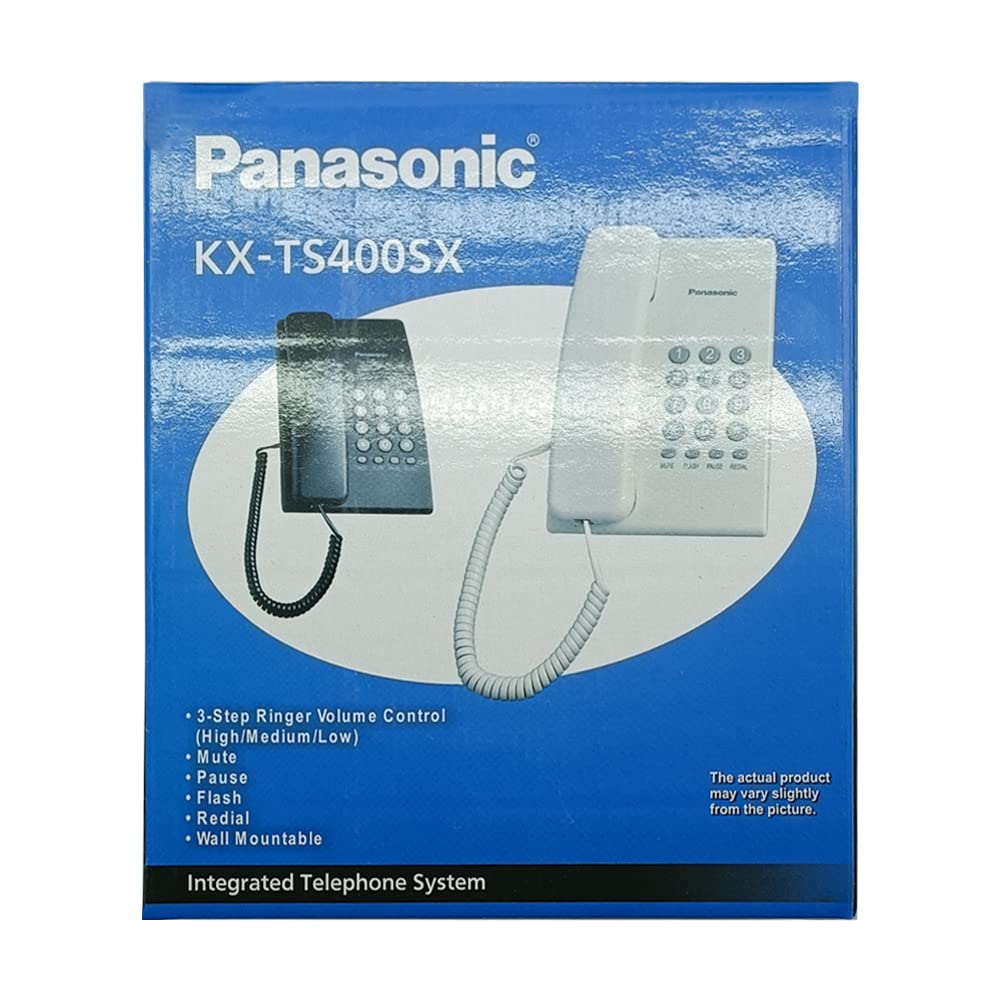 Panasonic®
KX-TS400SX
Panasonic
Panasonic
1 2 3
MUTE FLASH PAUSE REDIAL
• 3-Step Ringer Volume Control
(High/Medium/Low)
• Mute
• Pause
• Flash
• Redial
• Wall Mountable
The actual product
may vary slightly
from the picture.
Integrated Telephone System